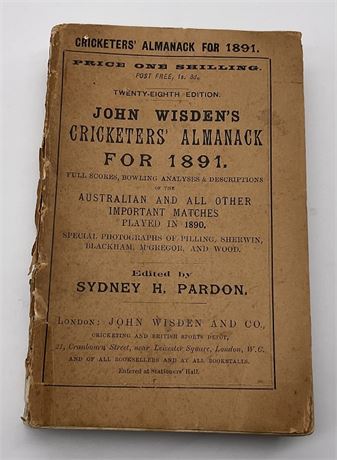 CRICKETERS' ALMANACK FOR 1891.
PRICE ONE SHILLING.
POST FREE, 1s. 3d.
TWENTY-EIGHTH EDITION.
JOHN WISDEN'S
CRICKETERS' ALMANACK
FOR 1891.
FULL SCORES, BOWLING ANALYSES & DESCRIPTIONS
OF THE
AUSTRALIAN AND ALL OTHER
IMPORTANT MATCHES
PLAYED IN 1890.
SPECIAL PHOTOGRAPHS OF PILLING, SHERWIN,
BLACKHAM, McGREGOR, AND WOOD.
Edited by
SYDNEY H. PARDON.
LONDON: JOHN WISDEN AND CO.,
CRICKETING AND BRITISH SPORTS DEPÔT,
21, Cranbourn Street, near Leicester Square, London, W.C.
AND OF ALL BOOKSELLERS AND AT ALL BOOKSTALLS.
Entered at Stationers' Hall.